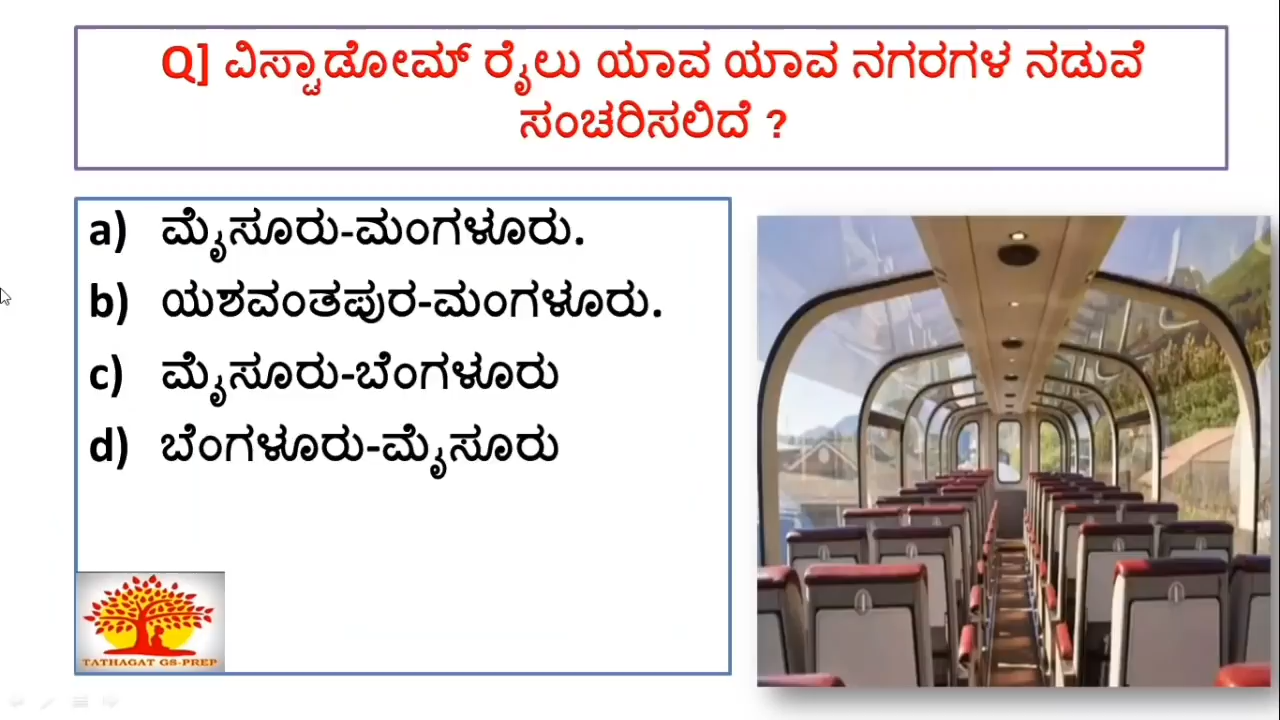 Q] ವಿಸ್ಟಾಡೋಮ್ ರೈಲು ಯಾವ ಯಾವ ನಗರಗಳ ನಡುವೆ
ಸಂಚರಿಸಲಿದೆ ?
a) ಮೈಸೂರು-ಮಂಗಳೂರು.
b) ಯಶವಂತಪುರ-ಮಂಗಳೂರು.
c) ಮೈಸೂರು-ಬೆಂಗಳೂರು
d) ಬೆಂಗಳೂರು-ಮೈಸೂರು
TATHAGAT GS-PREP